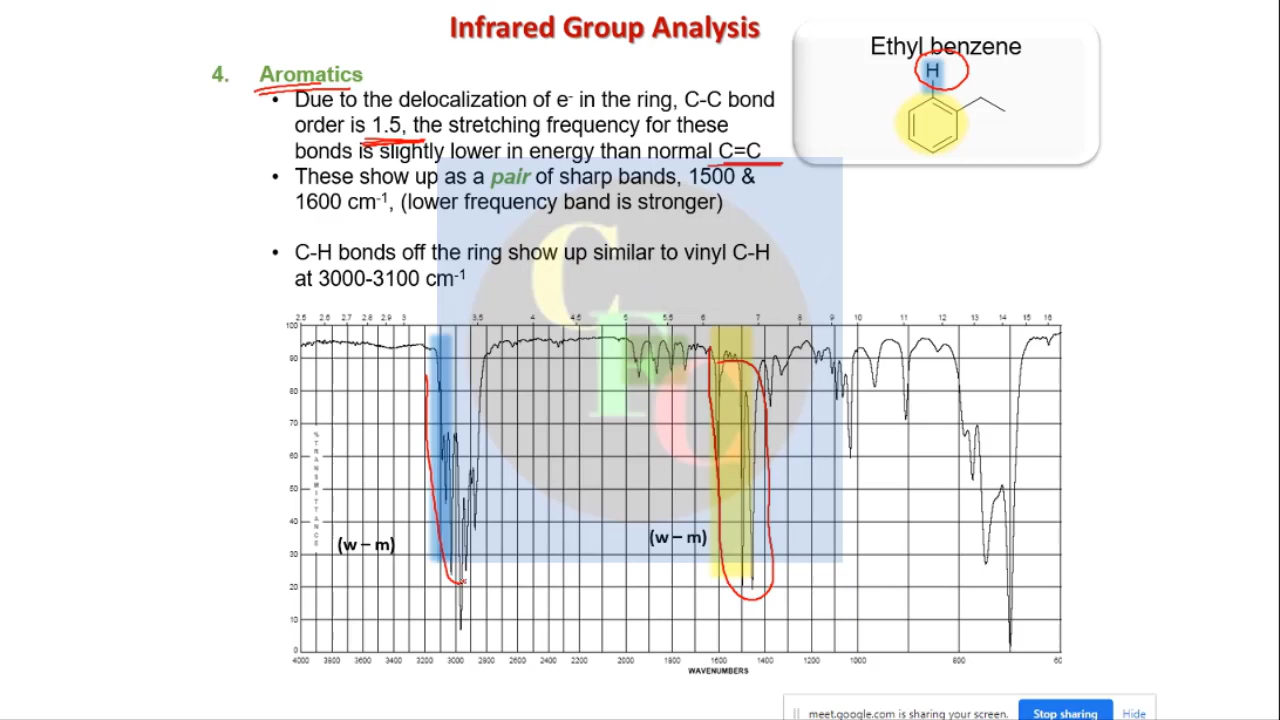 Infrared Group Analysis
Ethyl benzene
H
4. Aromatics
• Due to the delocalization of e- in the ring, C-C bond
order is 1.5, the stretching frequency for these
bonds is slightly lower in energy than normal C=C
• These show up as a pair of sharp bands, 1500 &
1600 cm-1, (lower frequency band is stronger)
• C-H bonds off the ring show up similar to vinyl C-H
at 3000-3100 cm-1
C
F
C
2.5 2.6 2.7 2.8 2.9 3 3.5 4 4.5 5 5.5 6 7 8 9 10 11 12 13 14 15 16
100
90
80
70
60
50
40
30
20
10
0
% TRANSMITTANCE
(w – m)
(w – m)
4000 3800 3600 3400 3200 3000 2800 2600 2400 2200 2000 1800 1600 1400 1200 1000 800 60
WAVENUMBERS
meet.google.com is sharing your screen.
Stop sharing
Hide